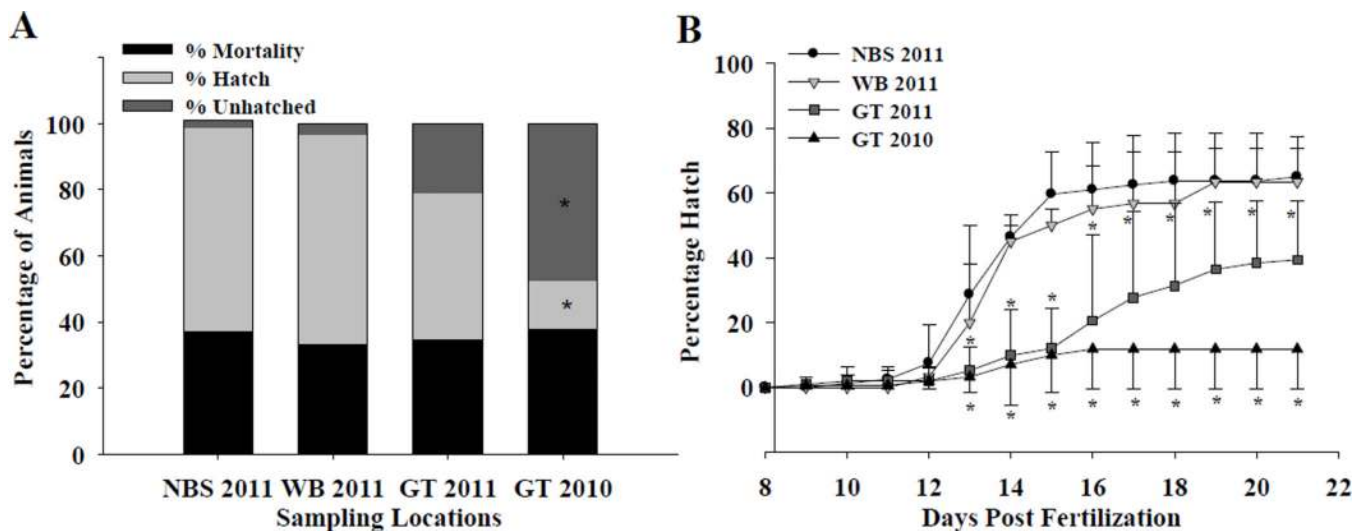 A
% Mortality
% Hatch
% Unhatched
Percentage of Animals
100
80
60
40
20
0
*
*
NBS 2011 WB 2011 GT 2011 GT 2010
Sampling Locations
B
NBS 2011
WB 2011
GT 2011
GT 2010
Percentage Hatch
100
80
60
40
20
0
* * * * * *
* *
*
* * * * * * * * *
8 10 12 14 16 18 20 22
Days Post Fertilization